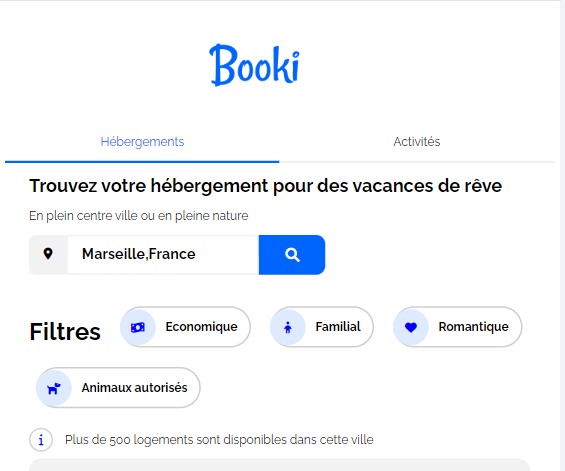 Booki
Hébergements
Activités
Trouvez votre hébergement pour des vacances de rêve
En plein centre ville ou en pleine nature
Marseille,France
Filtres
Economique
Familial
Romantique
Animaux autorisés
Plus de 500 logements sont disponibles dans cette ville